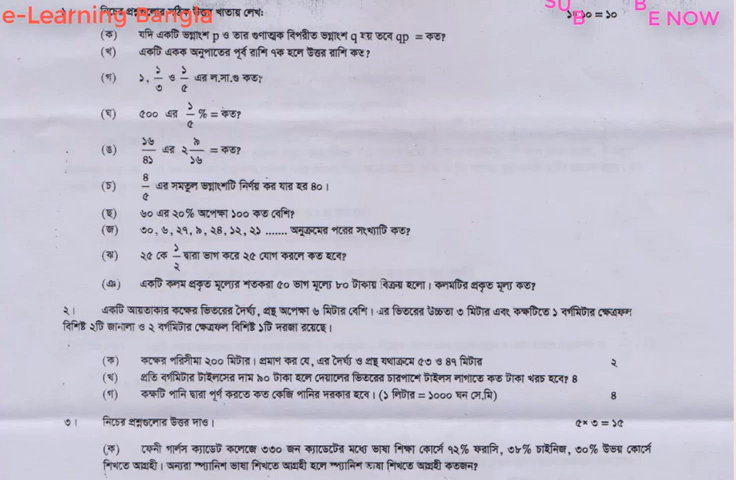 e-Learning Bangla
SU
B
B
E NOW
নিচের প্রশ্নগুলোর সঠিক উত্তর খাতায় লেখ: ১×১০ = ১০
(ক) যদি একটি ভগ্নাংশ p ও তার গুণাত্মক বিপরীত ভগ্নাংশ q হয় তবে qp = কত?
(খ) একটি একক অনুপাতের পূর্ব রাশি ৭ক হলে উত্তর রাশি কত?
(গ) ১, ১/৩ ও ১/৫ এর ল.সা.গু কত?
(ঘ) ৫০০ এর ১/৫ % = কত?
(ঙ) ১৬/৪১ এর ২ ৯/১৬ = কত?
(চ) ৪/৫ এর সমতুল ভগ্নাংশটি নির্ণয় কর যার হর ৪০।
(ছ) ৬০ এর ২০% অপেক্ষা ১০০ কত বেশি?
(জ) ৩০, ৬, ২৭, ৯, ২৪, ১২, ২১ ....... অনুক্রমের পরের সংখ্যাটি কত?
(ঝ) ২৫ কে ১/২ দ্বারা ভাগ করে ২৫ যোগ করলে কত হবে?
(ঞ) একটি কলম প্রকৃত মূল্যের শতকরা ৫০ ভাগ মূল্যে ৮০ টাকায় বিক্রয় হলো। কলমটির প্রকৃত মূল্য কত?
২। একটি আয়তাকার কক্ষের ভিতরের দৈর্ঘ্য, প্রস্থ অপেক্ষা ৬ মিটার বেশি। এর ভিতরের উচ্চতা ৩ মিটার এবং কক্ষটিতে ১ বর্গমিটার ক্ষেত্রফল
বিশিষ্ট ২টি জানালা ও ২ বর্গমিটার ক্ষেত্রফল বিশিষ্ট ১টি দরজা রয়েছে।
(ক) কক্ষের পরিসীমা ২০০ মিটার। প্রমাণ কর যে, এর দৈর্ঘ্য ও প্রস্থ যথাক্রমে ৫৩ ও ৪৭ মিটার ২
(খ) প্রতি বর্গমিটার টাইলসের দাম ৯০ টাকা হলে দেয়ালের ভিতরের চারপাশে টাইলস লাগাতে কত টাকা খরচ হবে? ৪
(গ) কক্ষটি পানি দ্বারা পূর্ণ করতে কত কেজি পানির দরকার হবে। (১ লিটার = ১০০০ ঘন সে.মি) ৪
৩। নিচের প্রশ্নগুলোর উত্তর দাও। ৫×৩ = ১৫
(ক) ফেনী গার্লস ক্যাডেট কলেজে ৩৩০ জন ক্যাডেটের মধ্যে ভাষা শিক্ষা কোর্সে ৭২% ফরাসি, ৩৮% চাইনিজ, ৩০% উভয় কোর্সে
শিখতে আগ্রহী। অন্যরা স্প্যানিশ ভাষা শিখতে আগ্রহী হলে স্প্যানিশ ভাষা শিখতে আগ্রহী কতজন?